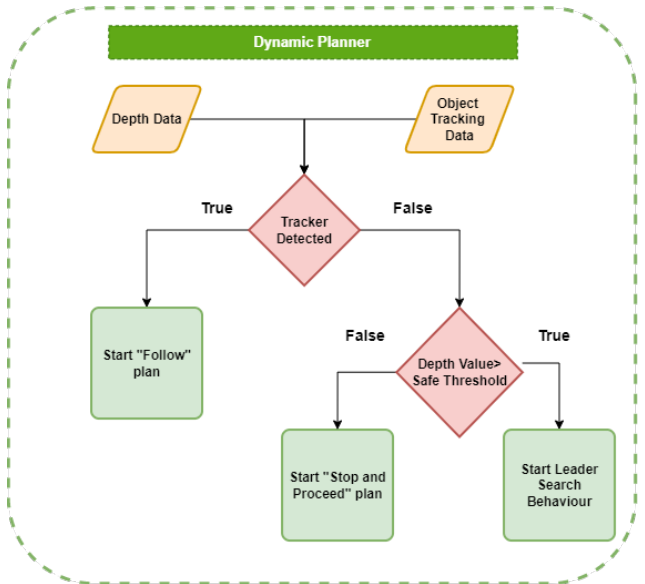 Dynamic Planner
Depth Data
Object
Tracking
Data
True
False
Tracker
Detected
Start "Follow"
plan
False
True
Depth Value>
Safe Threshold
Start "Stop and
Proceed" plan
Start Leader
Search
Behaviour